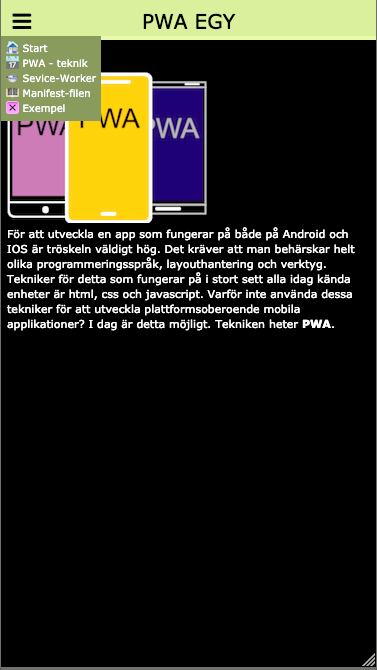 PWA EGY
Start
PWA - teknik
Sevice-Worker
Manifest-filen
Exempel
PWA
PWA
PWA
För att utveckla en app som fungerar på både på Android och
IOS är tröskeln väldigt hög. Det kräver att man behärskar helt
olika programmeringsspråk, layouthantering och verktyg.
Tekniker för detta som fungerar på i stort sett alla idag kända
enheter är html, css och javascript. Varför inte använda dessa
tekniker för att utveckla plattformsoberoende mobila
applikationer? I dag är detta möjligt. Tekniken heter PWA.